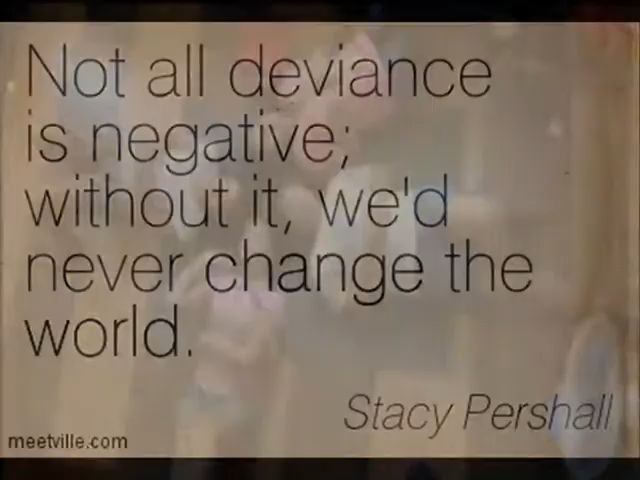 Not all deviance
is negative;
without it, we'd
never change the
world.
Stacy Pershall
meetville.com